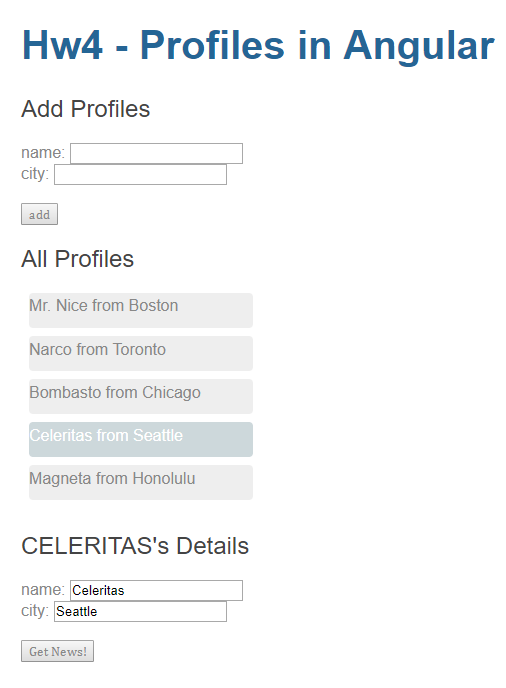 Hw4 - Profiles in Angular
Add Profiles
name:
city:
add
All Profiles
Mr. Nice from Boston
Narco from Toronto
Bombasto from Chicago
Celeritas from Seattle
Magneta from Honolulu
CELERITAS's Details
name: Celeritas
city: Seattle
Get News!